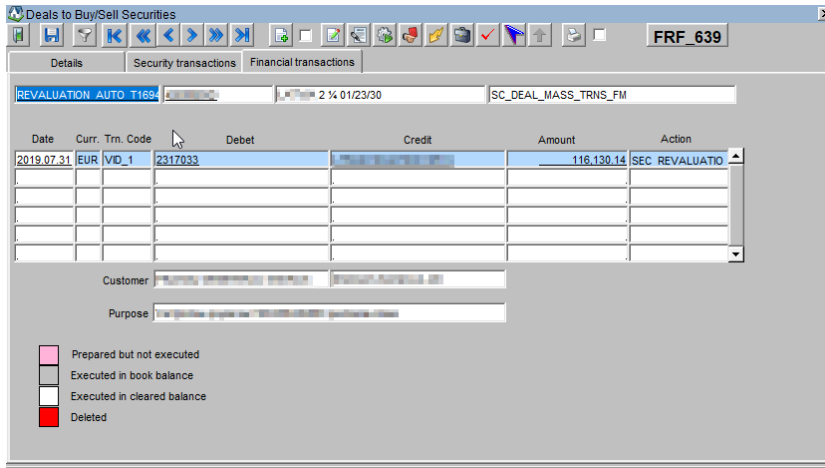 Deals to Buy/Sell Securities
FRF_639
Details Security transactions Financial transactions
REVALUATION AUTO T1694 2 ¼ 01/23/30 SC_DEAL_MASS_TRNS_FM
Date Curr. Trn. Code Debet Credit Amount Action
2019.07.31 EUR VID_1 2317033 116,130.14 SEC REVALUATIO
Customer
Purpose
Prepared but not executed
Executed in book balance
Executed in cleared balance
Deleted